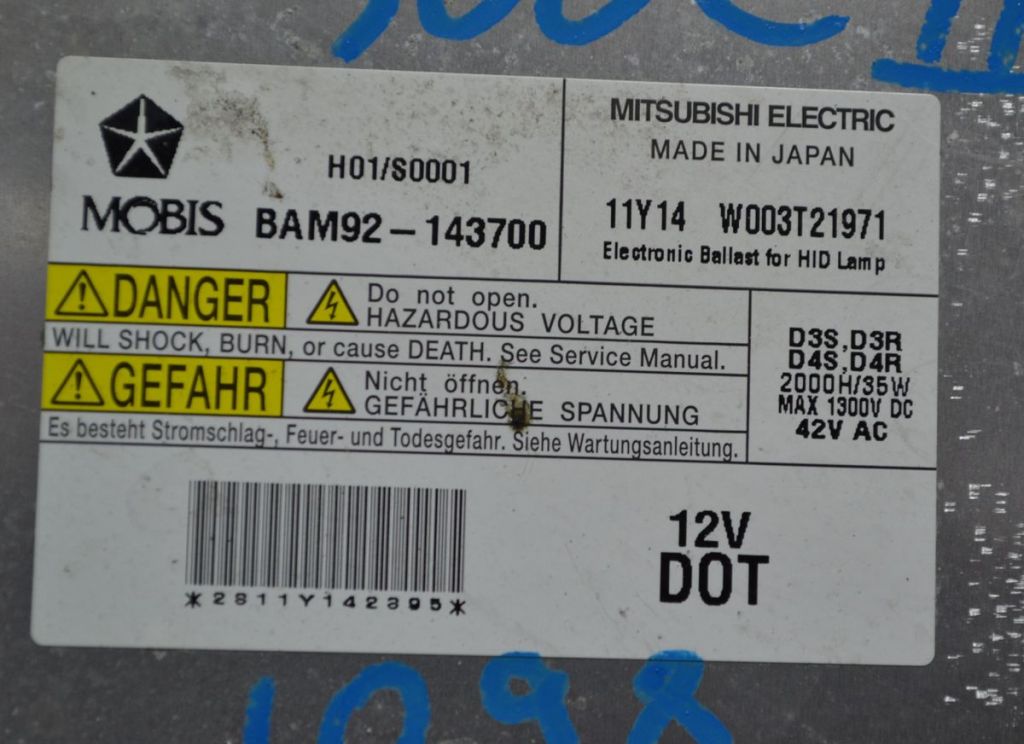 H01/S0001
MOBIS BAM92-143700
MITSUBISHI ELECTRIC
MADE IN JAPAN
11Y14 W003T21971
Electronic Ballast for HID Lamp
DANGER
Do not open.
HAZARDOUS VOLTAGE
WILL SHOCK, BURN, or cause DEATH. See Service Manual.
GEFAHR
Nicht öffnen.
GEFÄHRLICHE SPANNUNG
Es besteht Stromschlag-, Feuer- und Todesgefahr. Siehe Wartungsanleitung.
D3S,D3R
D4S,D4R
2000H/35W
MAX 1300V DC
42V AC
*2811Y142395*
12V
DOT
1098